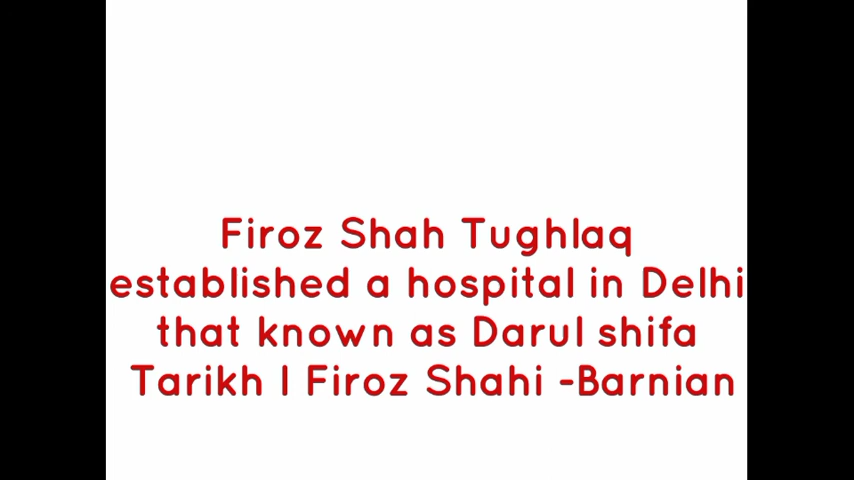 Firoz Shah Tughlaq
established a hospital in Delhi
that known as Darul shifa
Tarikh I Firoz Shahi -Barnian